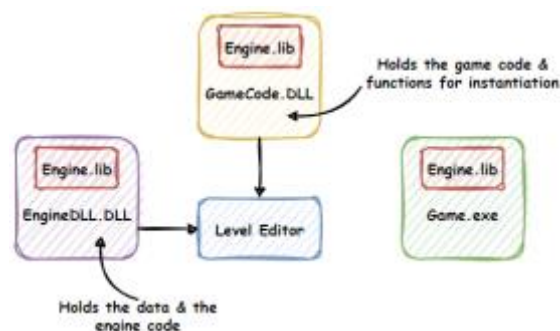 Engine.lib
GameCode.DLL
Holds the game code &
functions for instantiation
Engine.lib
EngineDLL.DLL
Level Editor
Engine.lib
Game.exe
Holds the data & the
engine code